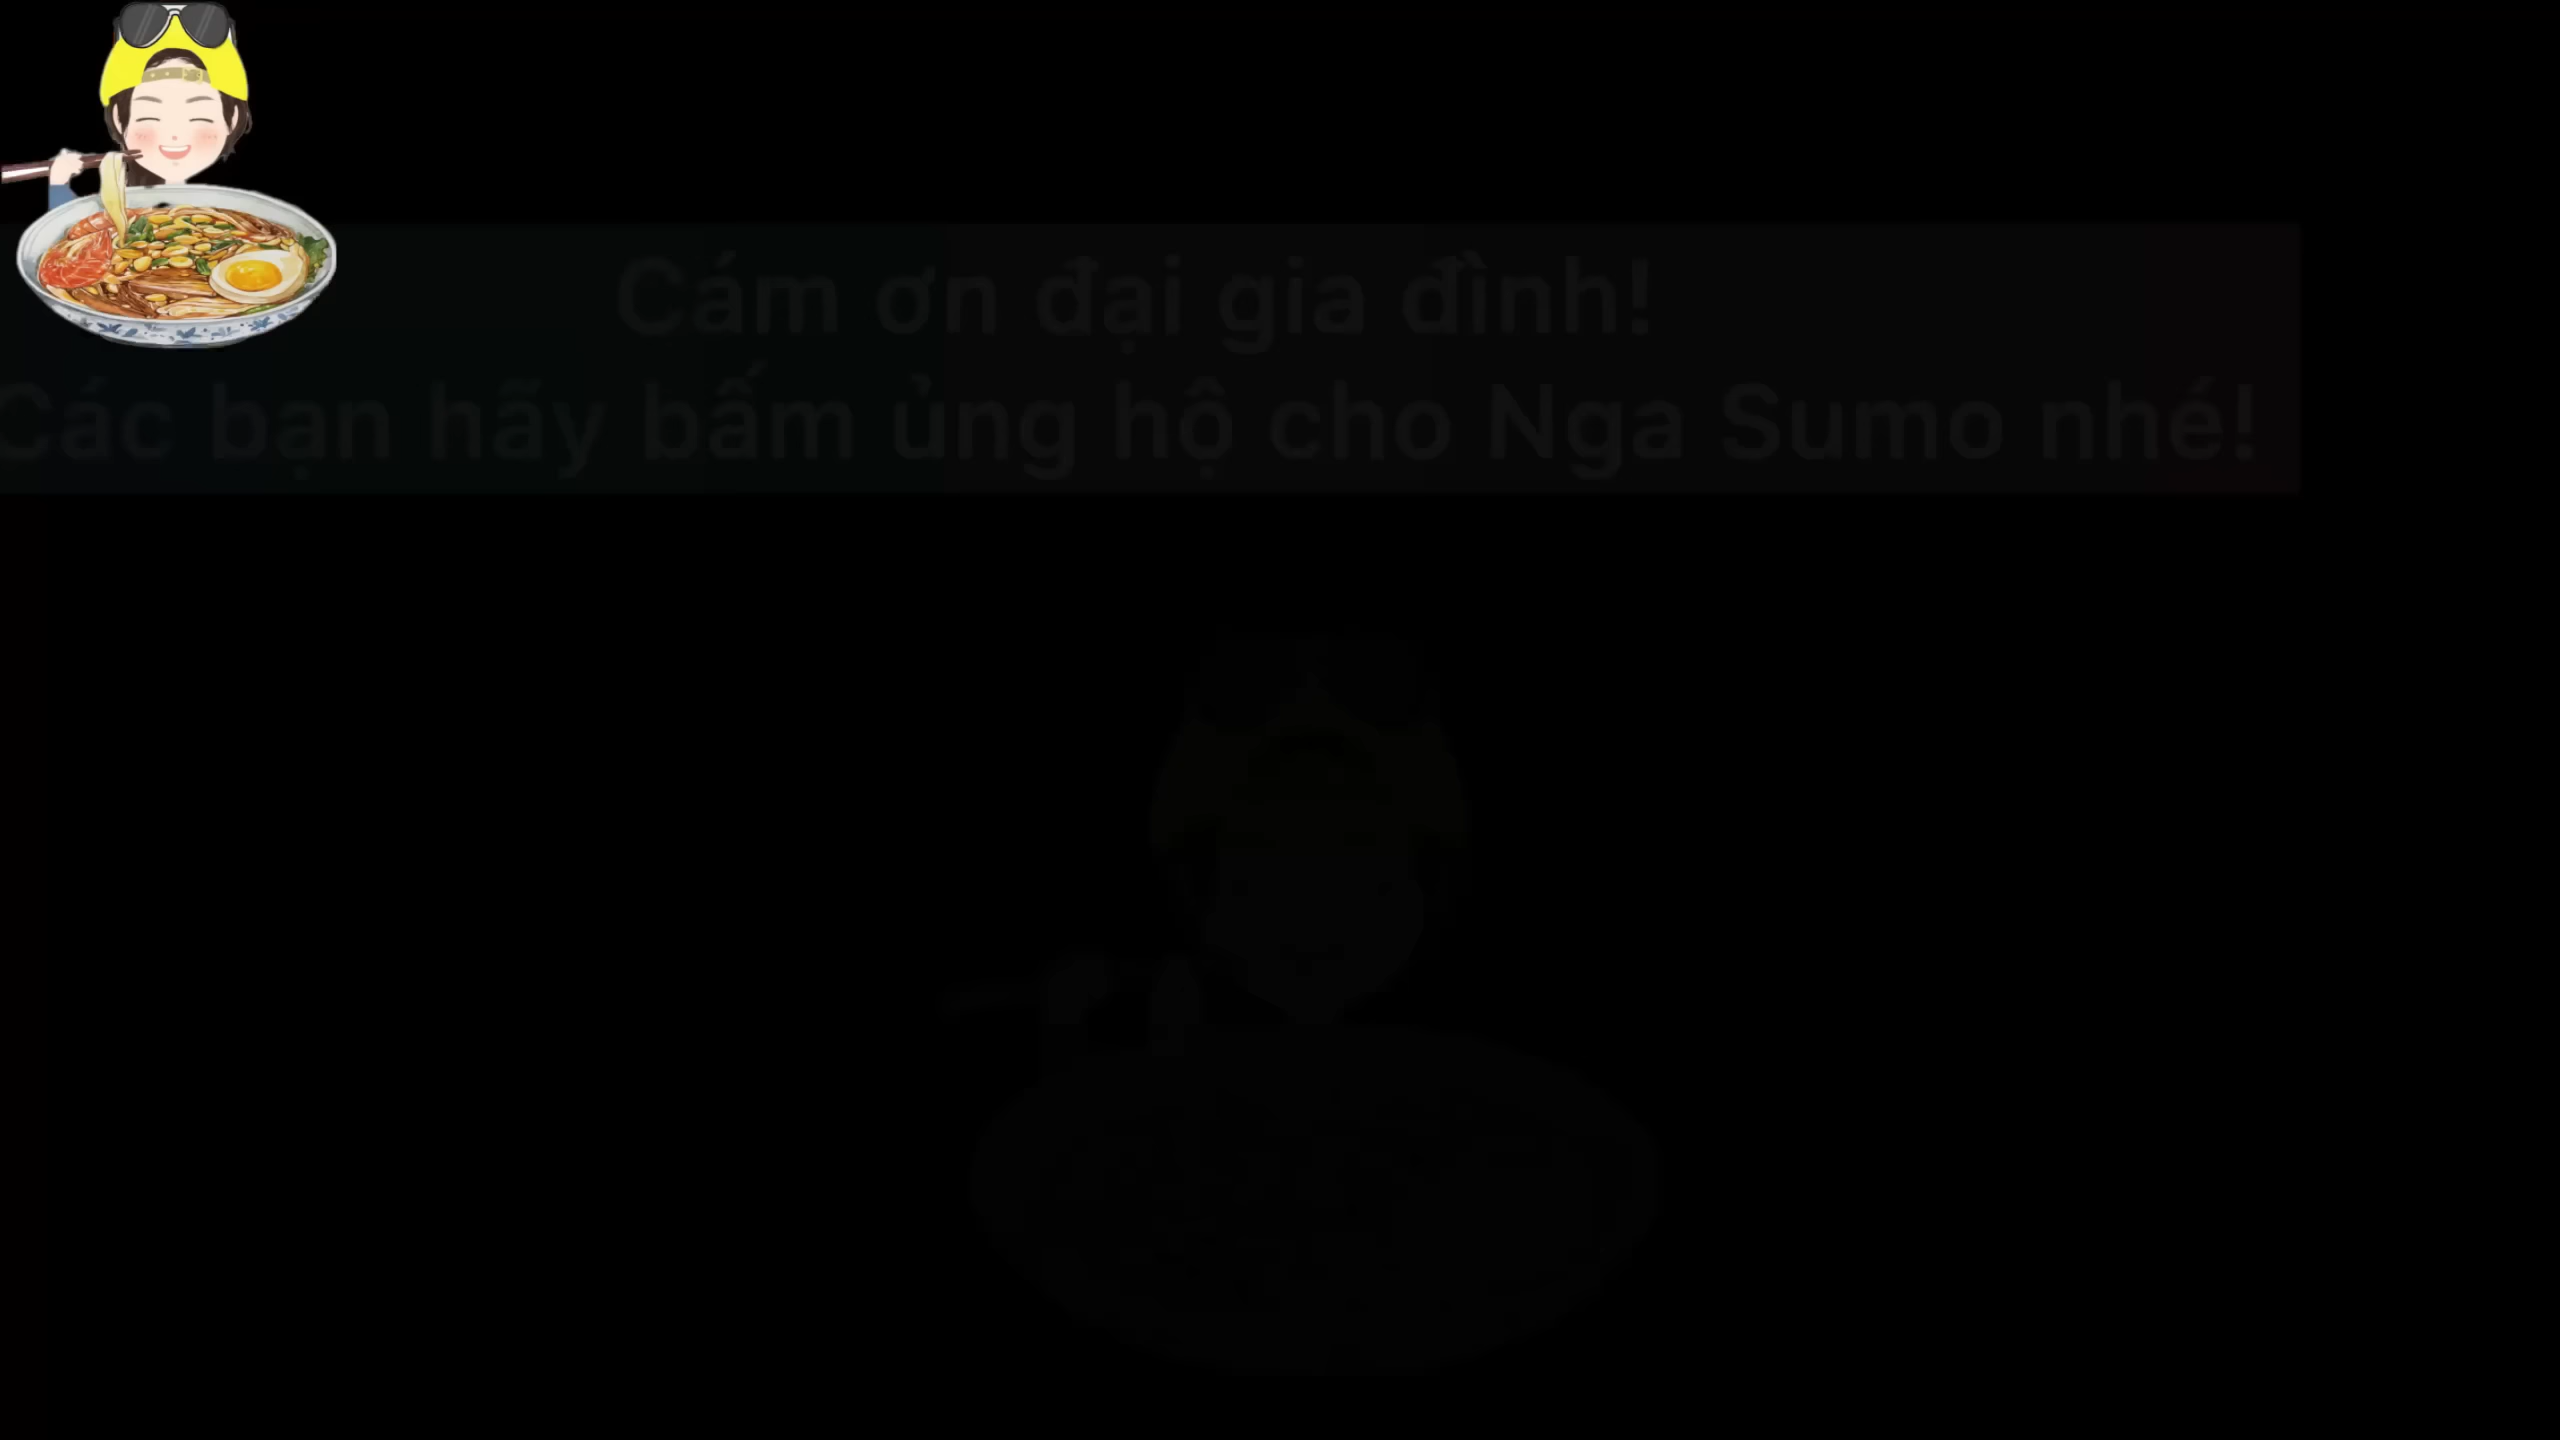 Cám ơn đại gia đình!
Các bạn hãy bấm ủng hộ cho Nga Sumo nhé!